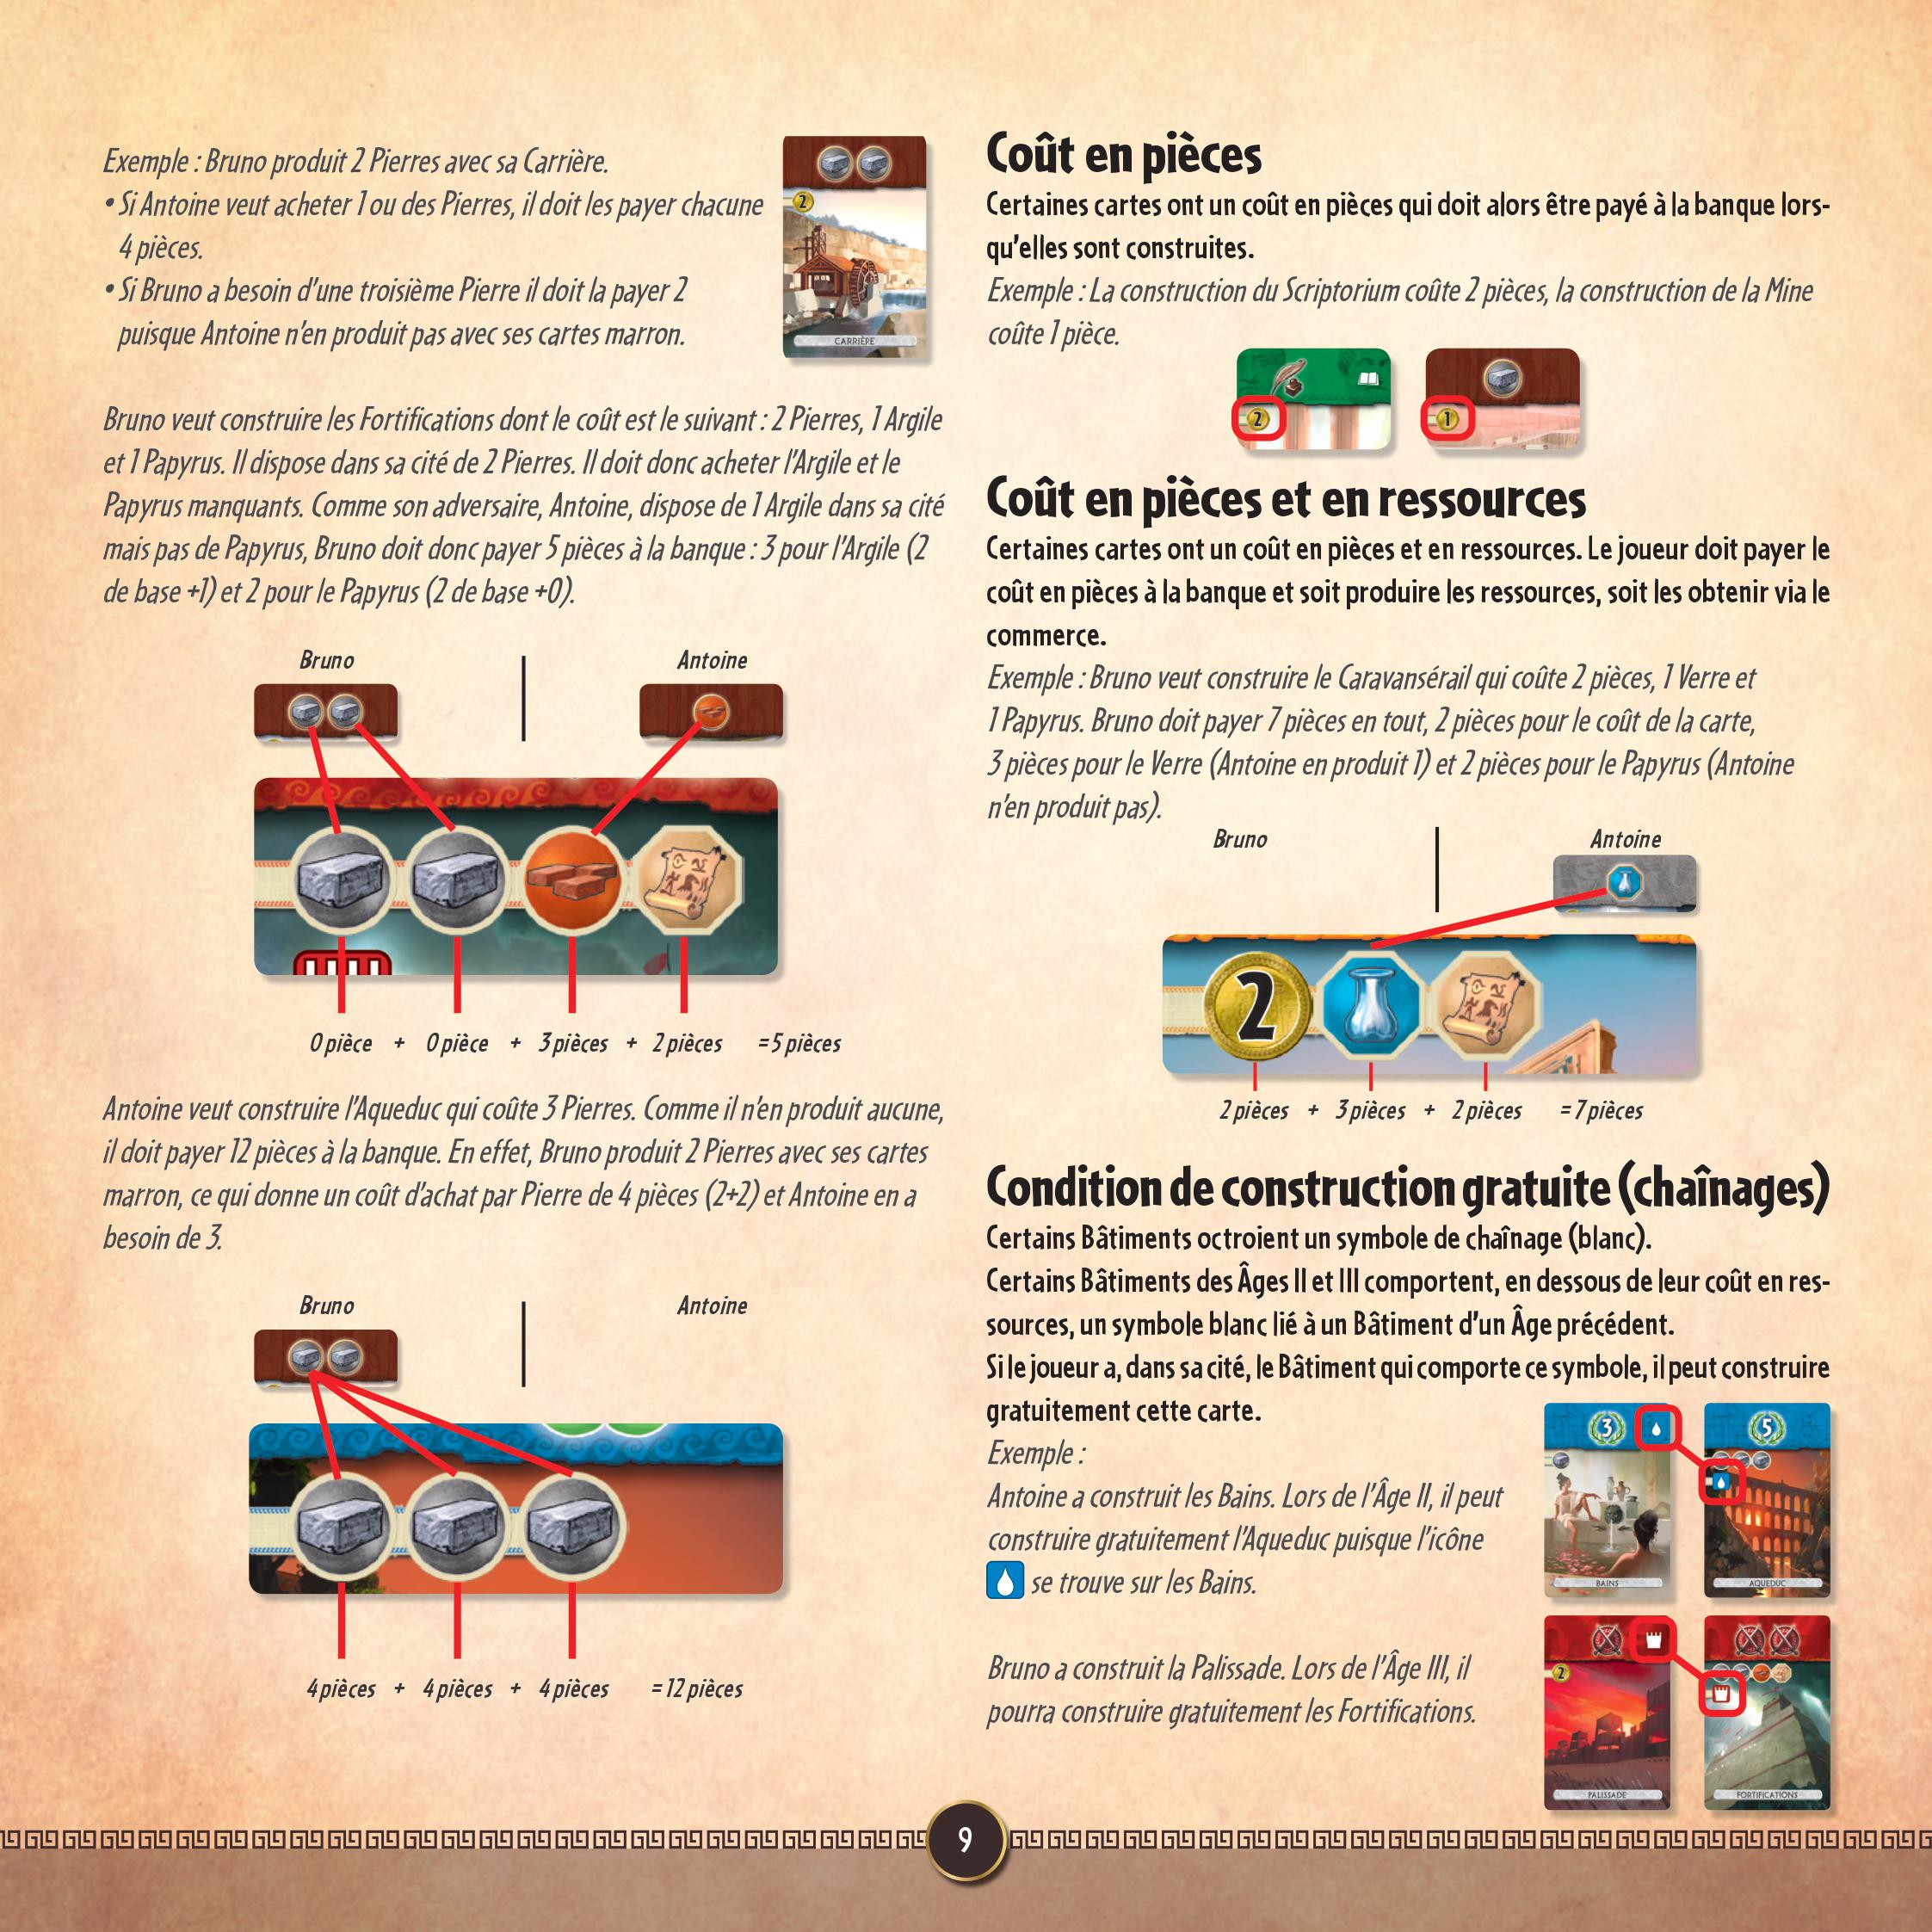 Exemple : Bruno produit 2 Pierres avec sa Carrière.
• Si Antoine veut acheter 1 ou des Pierres, il doit les payer chacune
4 pièces.
• Si Bruno a besoin d’une troisième Pierre il doit la payer 2
puisque Antoine n’en produit pas avec ses cartes marron.
2
CARRIÈRE
Bruno veut construire les Fortifications dont le coût est le suivant : 2 Pierres, 1 Argile
et 1 Papyrus. Il dispose dans sa cité de 2 Pierres. Il doit donc acheter l’Argile et le
Papyrus manquants. Comme son adversaire, Antoine, dispose de 1 Argile dans sa cité
mais pas de Papyrus, Bruno doit donc payer 5 pièces à la banque : 3 pour l’Argile (2
de base +1) et 2 pour le Papyrus (2 de base +0).
Bruno
Antoine
0 pièce + 0 pièce + 3 pièces + 2 pièces = 5 pièces
Antoine veut construire l’Aqueduc qui coûte 3 Pierres. Comme il n’en produit aucune,
il doit payer 12 pièces à la banque. En effet, Bruno produit 2 Pierres avec ses cartes
marron, ce qui donne un coût d’achat par Pierre de 4 pièces (2+2) et Antoine en a
besoin de 3.
Bruno
Antoine
4 pièces + 4 pièces + 4 pièces = 12 pièces
Coût en pièces
Certaines cartes ont un coût en pièces qui doit alors être payé à la banque lors-
qu’elles sont construites.
Exemple : La construction du Scriptorium coûte 2 pièces, la construction de la Mine
coûte 1 pièce.
2
1
Coût en pièces et en ressources
Certaines cartes ont un coût en pièces et en ressources. Le joueur doit payer le
coût en pièces à la banque et soit produire les ressources, soit les obtenir via le
commerce.
Exemple : Bruno veut construire le Caravansérail qui coûte 2 pièces, 1 Verre et
1 Papyrus. Bruno doit payer 7 pièces en tout, 2 pièces pour le coût de la carte,
3 pièces pour le Verre (Antoine en produit 1) et 2 pièces pour le Papyrus (Antoine
n’en produit pas).
Bruno
Antoine
2
2 pièces + 3 pièces + 2 pièces = 7 pièces
Condition de construction gratuite (chaînages)
Certains Bâtiments octroient un symbole de chaînage (blanc).
Certains Bâtiments des Âges II et III comportent, en dessous de leur coût en res-
sources, un symbole blanc lié à un Bâtiment d’un Âge précédent.
Si le joueur a, dans sa cité, le Bâtiment qui comporte ce symbole, il peut construire
gratuitement cette carte.
Exemple :
Antoine a construit les Bains. Lors de l’Âge II, il peut
construire gratuitement l’Aqueduc puisque l’icône
se trouve sur les Bains.
3
BAINS
5
AQUEDUC
Bruno a construit la Palissade. Lors de l’Âge III, il
pourra construire gratuitement les Fortifications.
2
PALISSADE
FORTIFICATIONS
9